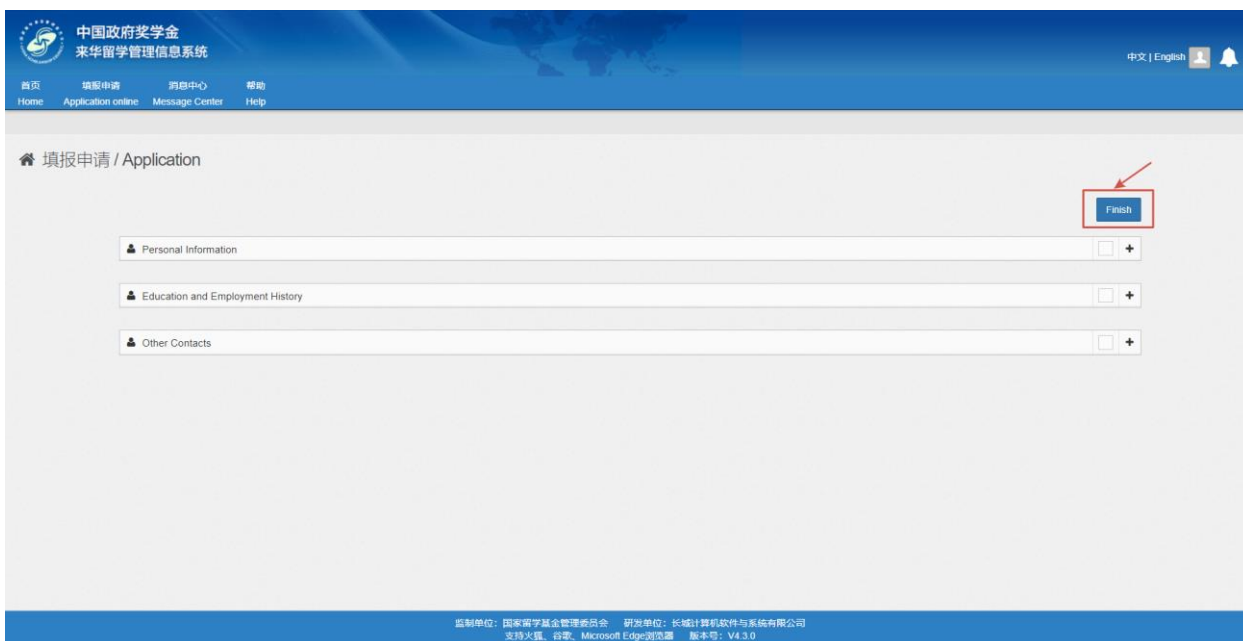 中国政府奖学金
来华留学管理信息系统
中文 | English
首页 填报申请 消息中心 帮助
Home Application online Message Center Help
填报申请 / Application
Finish
Personal Information
Education and Employment History
Other Contacts
监制单位：国家留学基金管理委员会 研发单位：长城计算机软件与系统有限公司
支持火狐、谷歌、Microsoft Edge浏览器 版本号：V4.3.0